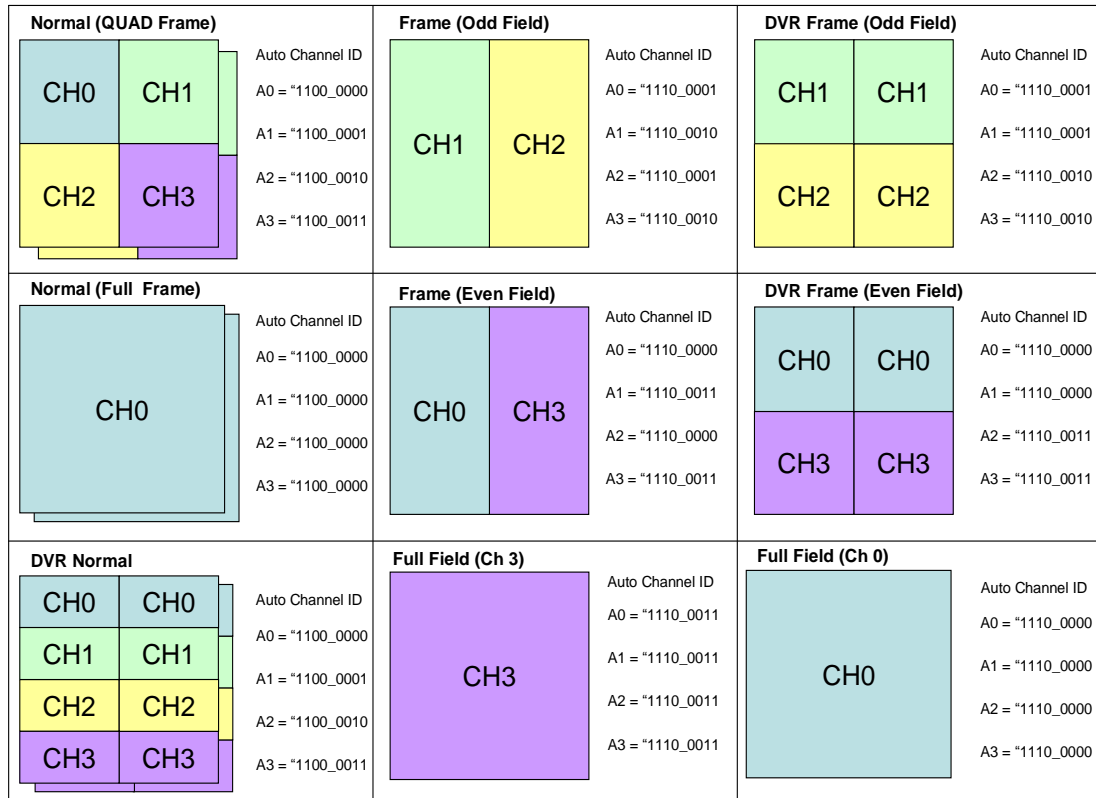 Normal (QUAD Frame)
CH0 CH1
CH2 CH3
Auto Channel ID
A0 = “1100_0000
A1 = “1100_0001
A2 = “1100_0010
A3 = “1100_0011
Frame (Odd Field)
CH1 CH2
Auto Channel ID
A0 = “1110_0001
A1 = “1110_0010
A2 = “1110_0001
A3 = “1110_0010
DVR Frame (Odd Field)
CH1 CH1
CH2 CH2
Auto Channel ID
A0 = “1110_0001
A1 = “1110_0001
A2 = “1110_0010
A3 = “1110_0010
Normal (Full Frame)
CH0
Auto Channel ID
A0 = “1100_0000
A1 = “1100_0000
A2 = “1100_0000
A3 = “1100_0000
Frame (Even Field)
CH0 CH3
Auto Channel ID
A0 = “1110_0000
A1 = “1110_0011
A2 = “1110_0000
A3 = “1110_0011
DVR Frame (Even Field)
CH0 CH0
CH3 CH3
Auto Channel ID
A0 = “1110_0000
A1 = “1110_0000
A2 = “1110_0011
A3 = “1110_0011
DVR Normal
CH0 CH0
CH1 CH1
CH2 CH2
CH3 CH3
Auto Channel ID
A0 = “1100_0000
A1 = “1100_0001
A2 = “1100_0010
A3 = “1100_0011
Full Field (Ch 3)
CH3
Auto Channel ID
A0 = “1110_0011
A1 = “1110_0011
A2 = “1110_0011
A3 = “1110_0011
Full Field (Ch 0)
CH0
Auto Channel ID
A0 = “1110_0000
A1 = “1110_0000
A2 = “1110_0000
A3 = “1110_0000